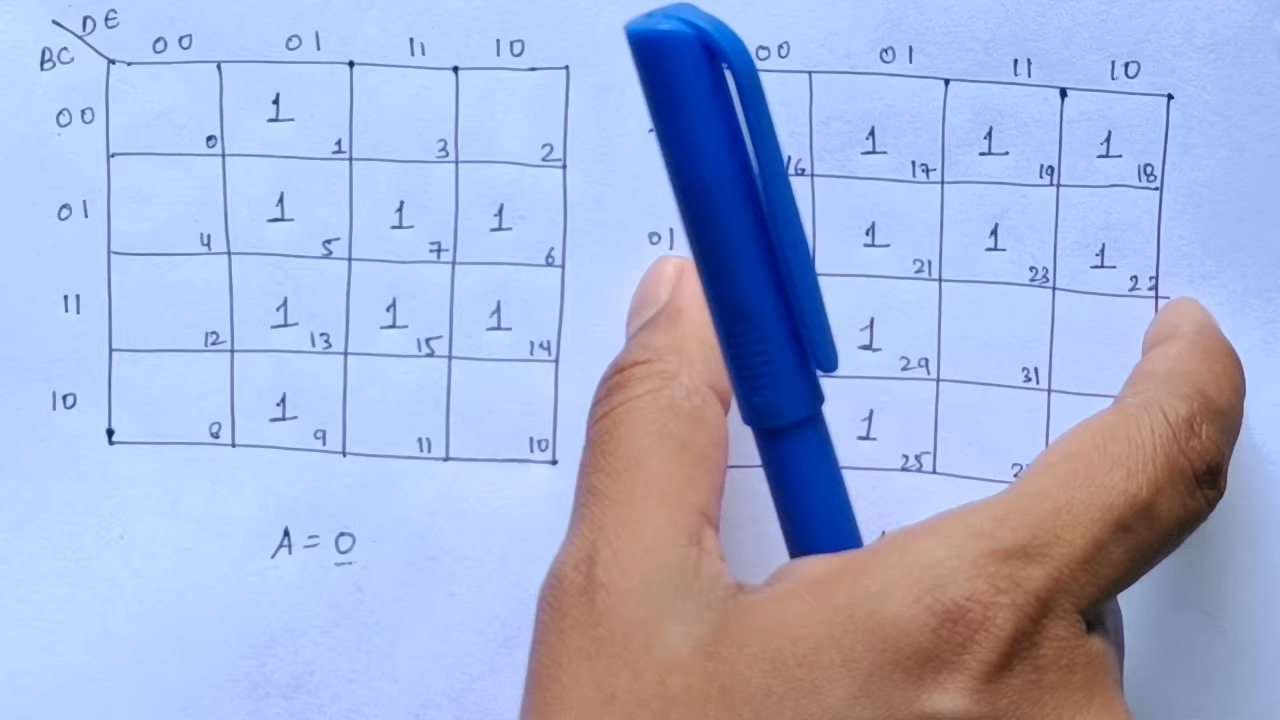 DE
BC 00 01 11 10
00 1
0 1 3 2
01 1 1 1
4 5 7 6
11 1 1 1
12 13 15 14
10 1
8 9 11 10
A = 0
00 01 11 10
1 1 1
16 17 19 18
01 1 1 1
21 23 22
1
29 31
1
25